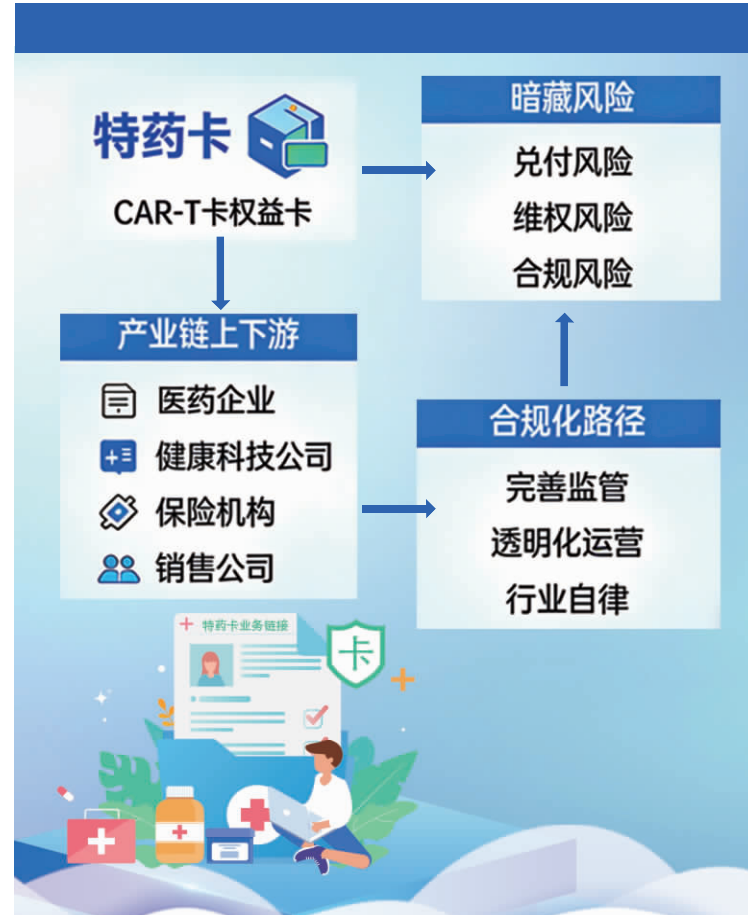 特药卡
CAR-T卡权益卡
暗藏风险
兑付风险
维权风险
合规风险
产业链上下游
医药企业
健康科技公司
保险机构
销售公司
合规化路径
完善监管
透明化运营
行业自律
特药卡业务链接
卡